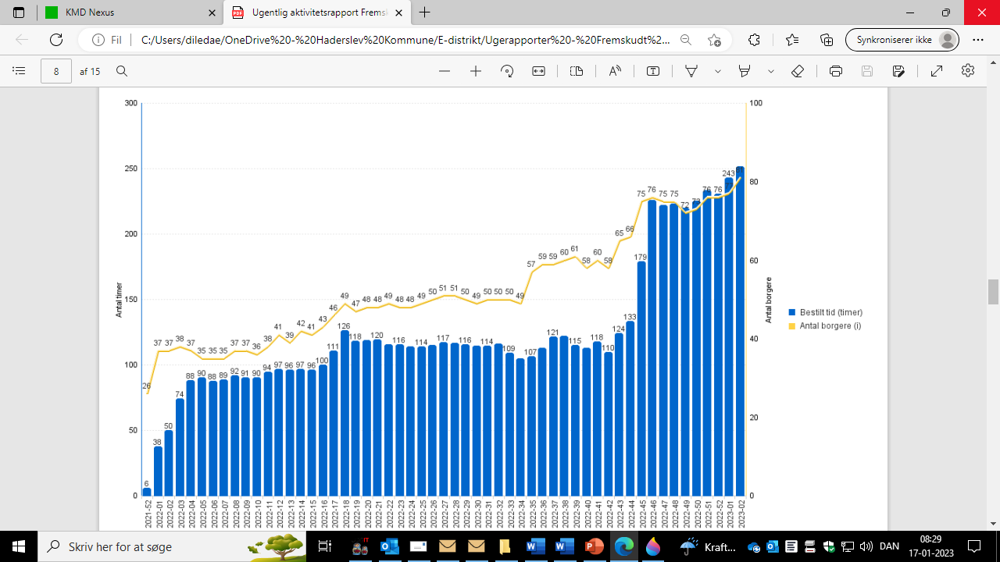 KMD Nexus
Ugentlig aktivitetsrapport Fremsk
Fil
C:/Users/diledae/OneDrive%20-%20Haderslev%20Kommune/E-distrikt/Ugerapporter%20-%20Fremskudt%2...
Synkroniserer ikke
8 af 15
300
250
200
150
100
50
0
Antal timer
100
80
60
40
20
0
Antal borgere
26 37 37 38 37 35 35 35 37 37 36 38 41 39 42 41 43 46 49 47 48 48 49 48 48 49 50 51 51 50 49 50 50 50 49 57 59 59 60 61 58 60 58 65 66 75 76 75 75 72 73 76 76
6 38 50 74 88 90 88 89 92 91 90 94 97 96 97 96 100 111 126 118 120 116 114 117 116 114 109 107 121 115 118 110 124 133 179 243
2021-52 2022-01 2022-02 2022-03 2022-04 2022-05 2022-06 2022-07 2022-08 2022-09 2022-10 2022-11 2022-12 2022-13 2022-14 2022-15 2022-16 2022-17 2022-18 2022-19 2022-20 2022-21 2022-22 2022-23 2022-24 2022-25 2022-26 2022-27 2022-28 2022-29 2022-30 2022-31 2022-32 2022-33 2022-34 2022-35 2022-36 2022-37 2022-38 2022-39 2022-40 2022-41 2022-42 2022-43 2022-44 2022-45 2022-46 2022-47 2022-48 2022-49 2022-50 2022-51 2022-52 2023-01 2023-02
Bestilt tid (timer)
Antal borgere (i)
Skriv her for at søge
IT
Kraft...
DAN
08:29
17-01-2023